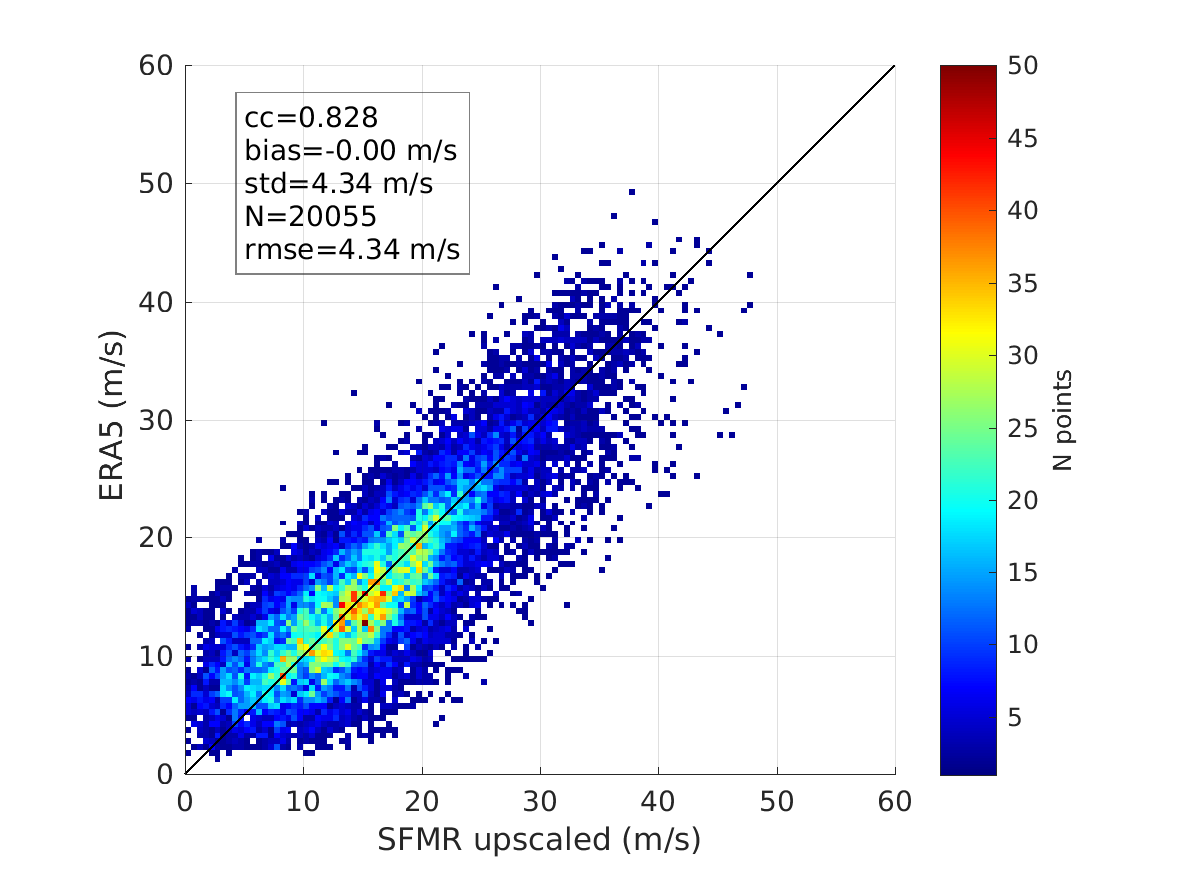 60
50
40
30
20
10
0
ERA5 (m/s)
cc=0.828
bias=-0.00 m/s
std=4.34 m/s
N=20055
rmse=4.34 m/s
0 10 20 30 40 50 60
SFMR upscaled (m/s)
50
45
40
35
30
25
20
15
10
5
N points